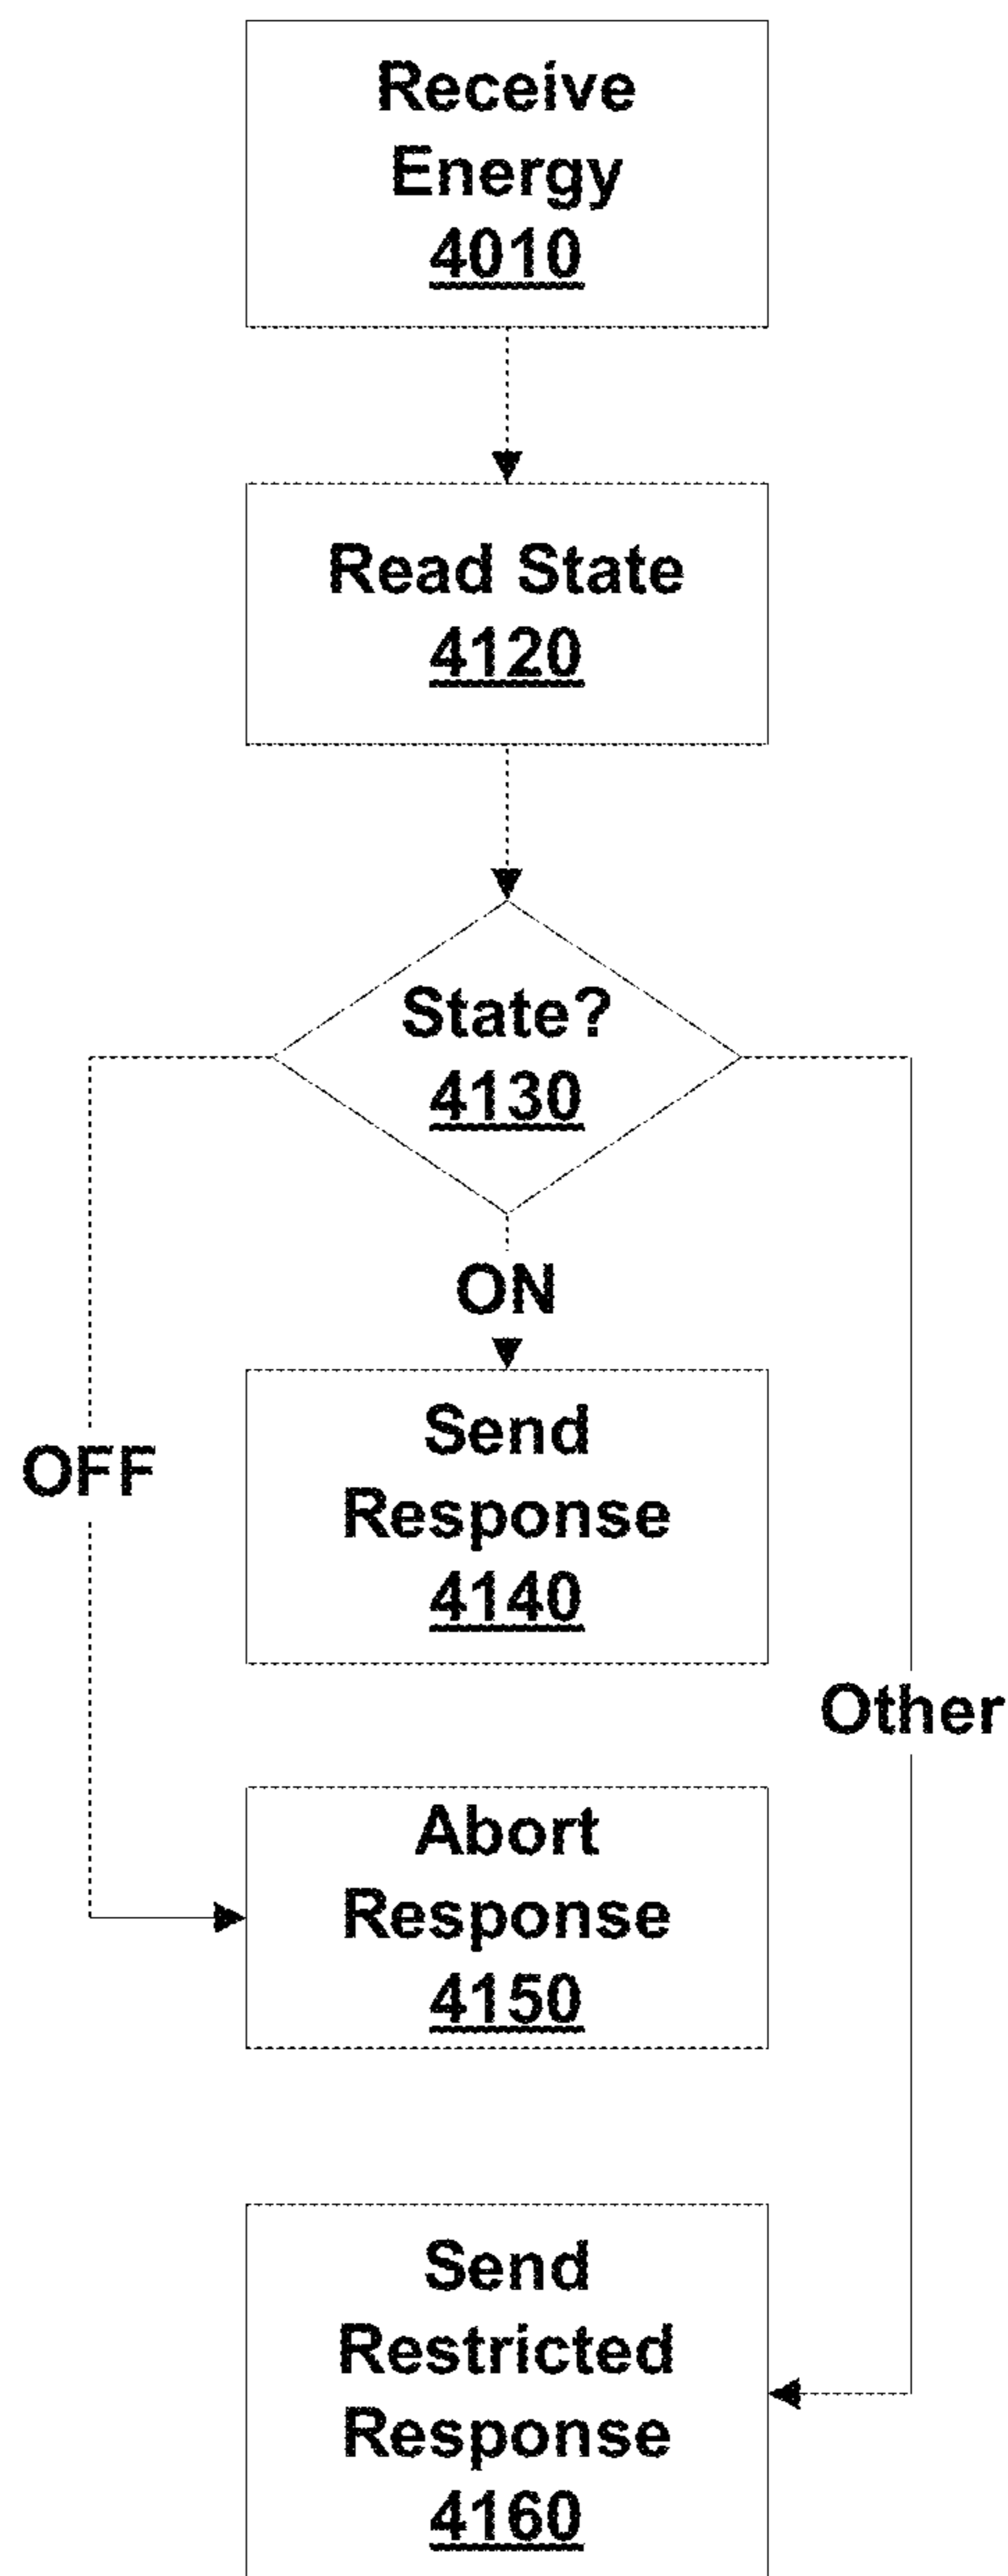 Receive
Energy
4010
Read State
4120
State?
4130
ON
Send
Response
4140
OFF
Other
Abort
Response
4150
Send
Restricted
Response
4160